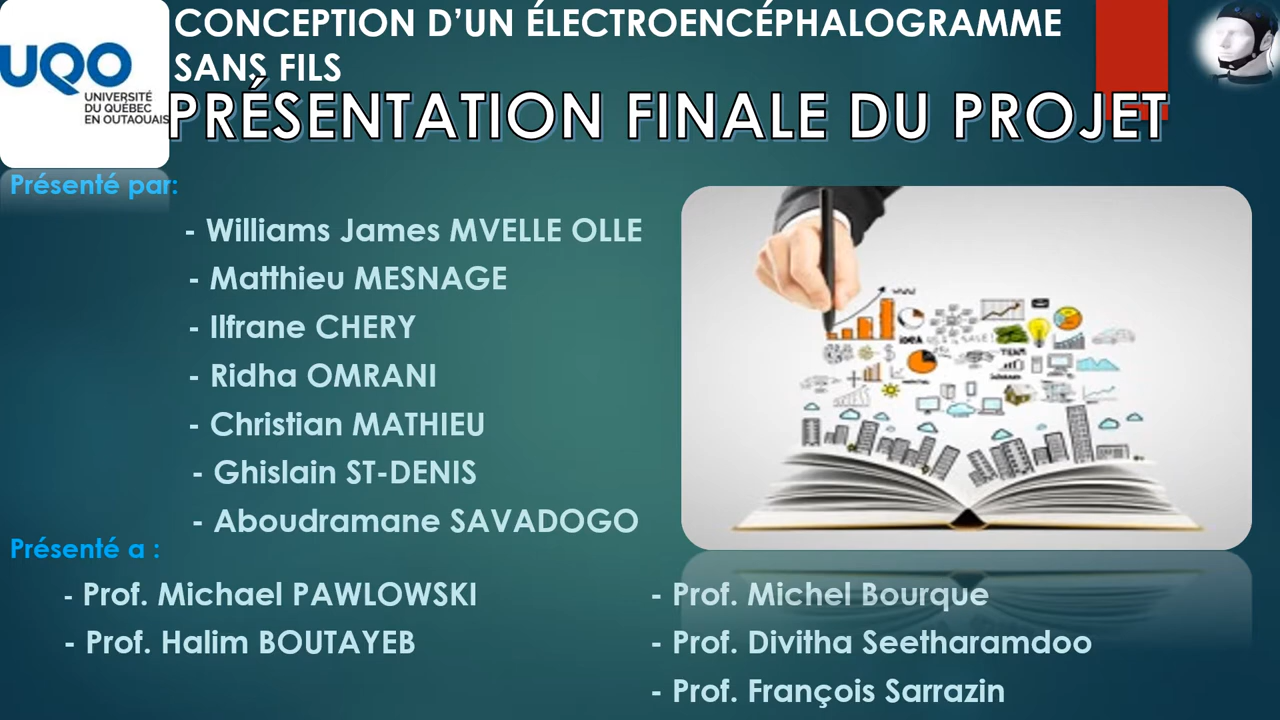 CONCEPTION D’UN ÉLECTROENCÉPHALOGRAMME
SANS FILS
UQO
UNIVERSITÉ
DU QUÉBEC
EN OUTAOUAIS
PRÉSENTATION FINALE DU PROJET
Présenté par:
- Williams James MVELLE OLLE
- Matthieu MESNAGE
- Ilfrane CHERY
- Ridha OMRANI
- Christian MATHIEU
- Ghislain ST-DENIS
- Aboudramane SAVADOGO
IDEA
TEAM
Présenté a :
- Prof. Michael PAWLOWSKI
- Prof. Halim BOUTAYEB
- Prof. Michel Bourque
- Prof. Divitha Seetharamdoo
- Prof. François Sarrazin